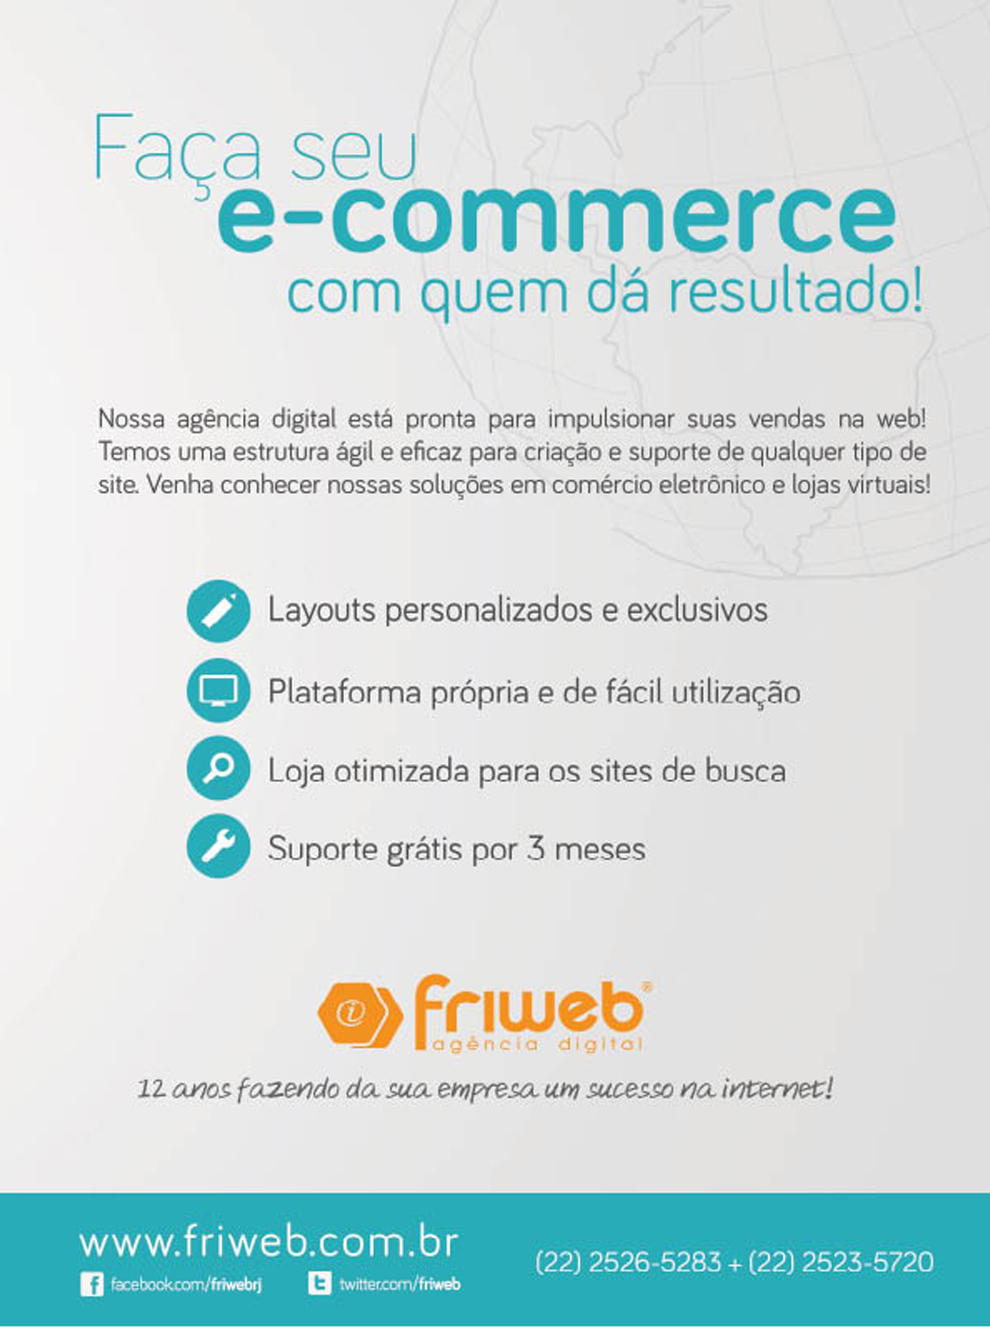 Faça seu
e-commerce
com quem dá resultado!
Nossa agência digital está pronta para impulsionar suas vendas na web!
Temos uma estrutura ágil e eficaz para criação e suporte de qualquer tipo de
site. Venha conhecer nossas soluções em comércio eletrônico e lojas virtuais!
Layouts personalizados e exclusivos
Plataforma própria e de fácil utilização
Loja otimizada para os sites de busca
Suporte grátis por 3 meses
friweb®
agência digital
12 anos fazendo da sua empresa um sucesso na internet!
www.friweb.com.br
(22) 2526-5283 + (22) 2523-5720
facebook.com/friwebrj twitter.com/friweb